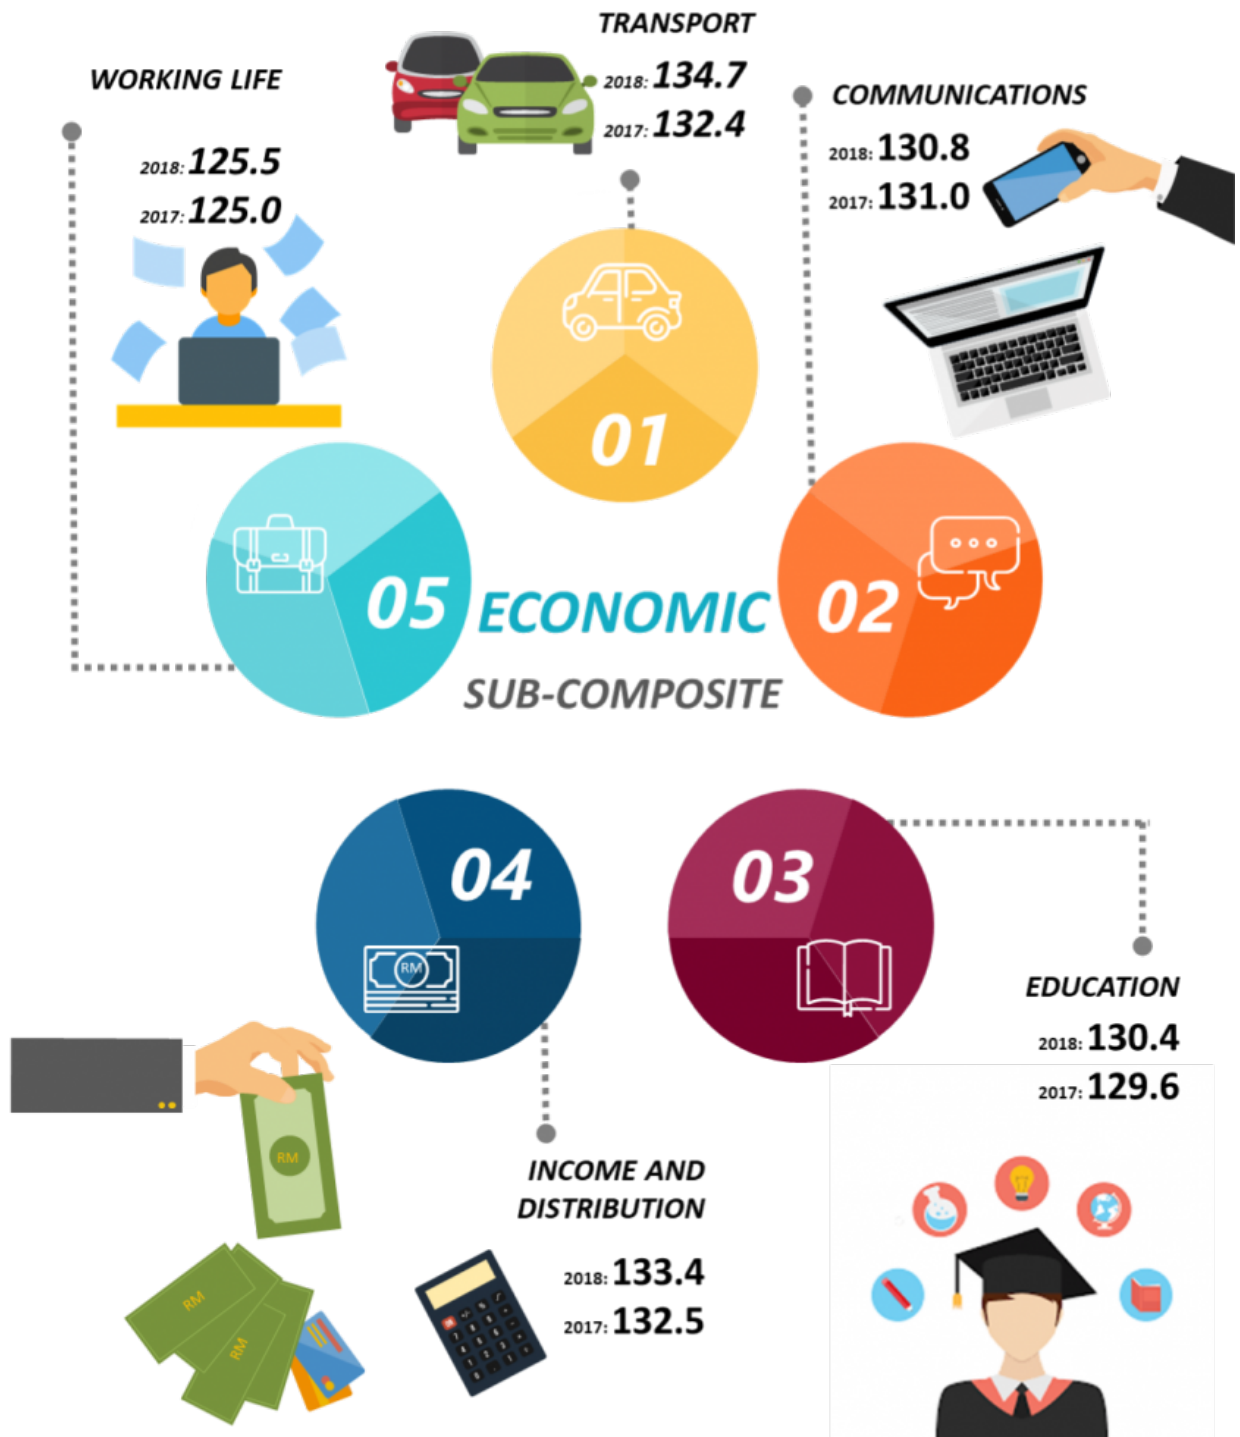 TRANSPORT
2018: 134.7
2017: 132.4
WORKING LIFE
2018: 125.5
2017: 125.0
COMMUNICATIONS
2018: 130.8
2017: 131.0
01
05
02
ECONOMIC
SUB-COMPOSITE
04
RM
03
EDUCATION
2018: 130.4
2017: 129.6
RM
INCOME AND
DISTRIBUTION
2018: 133.4
2017: 132.5
RM
RM